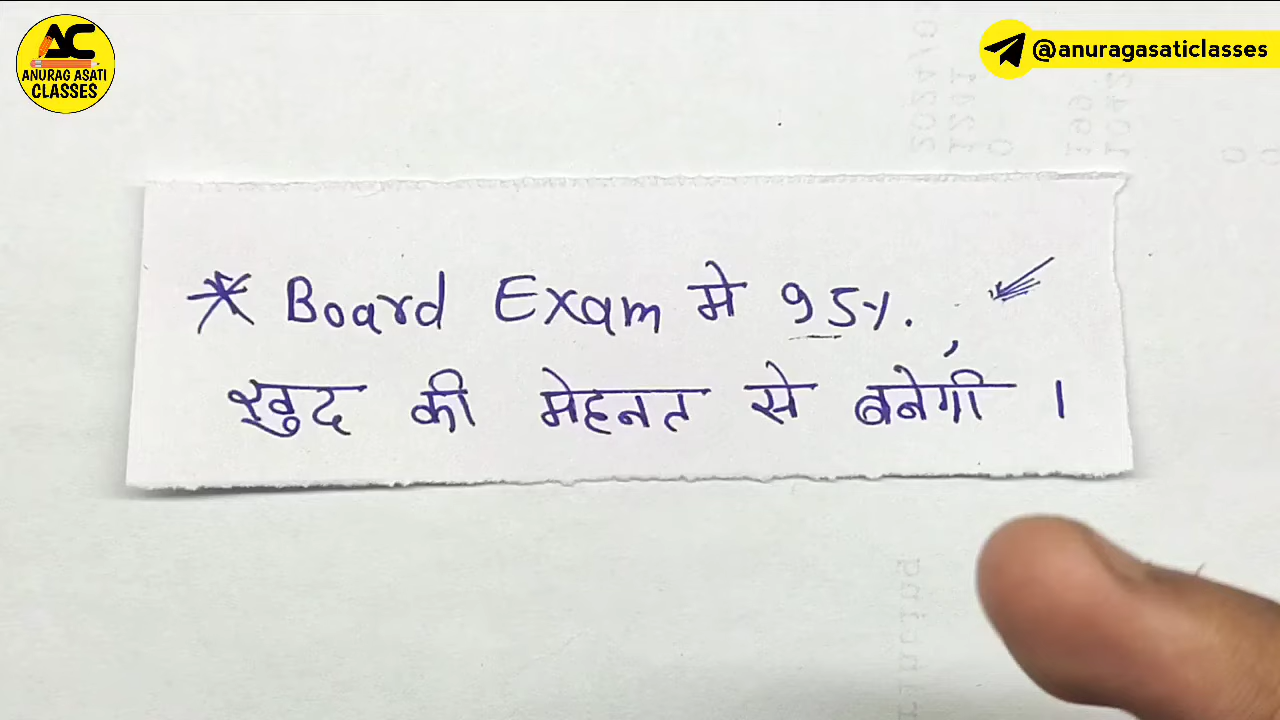 AC
ANURAG ASATI
CLASSES
@anuragasaticlasses
* Board Exam मे 95%.
खुद की मेहनत से बनेगी ।